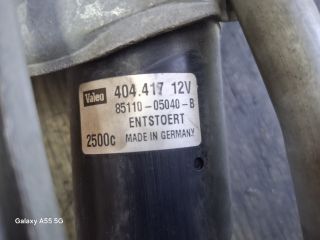 Valeo 404.417 12V
85110-05040-B
ENTSTOERT
2500c MADE IN GERMANY
Galaxy A55 5G